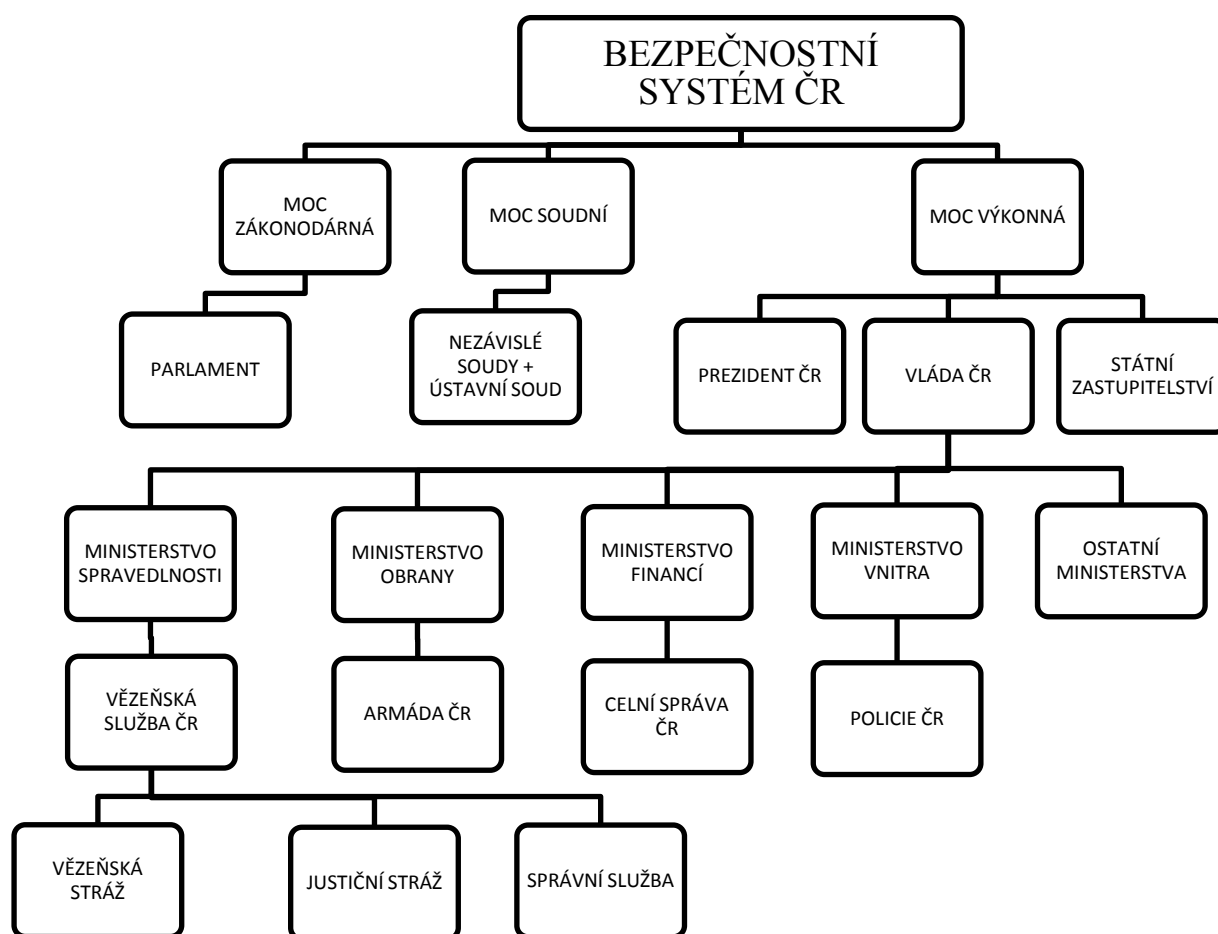 BEZPEČNOSTNÍ
SYSTÉM ČR
MOC
ZÁKONODÁRNÁ
MOC SOUDNÍ
MOC VÝKONNÁ
PARLAMENT
NEZÁVISLÉ
SOUDY +
ÚSTAVNÍ SOUD
PREZIDENT ČR
VLÁDA ČR
STÁTNÍ
ZASTUPITELSTVÍ
MINISTERSTVO
SPRAVEDLNOSTI
MINISTERSTVO
OBRANY
MINISTERSTVO
FINANCÍ
MINISTERSTVO
VNITRA
OSTATNÍ
MINISTERSTVA
VĚZEŇSKÁ
SLUŽBA ČR
ARMÁDA ČR
CELNÍ SPRÁVA
ČR
POLICIE ČR
VĚZEŇSKÁ
STRÁŽ
JUSTIČNÍ STRÁŽ
SPRÁVNÍ SLUŽBA